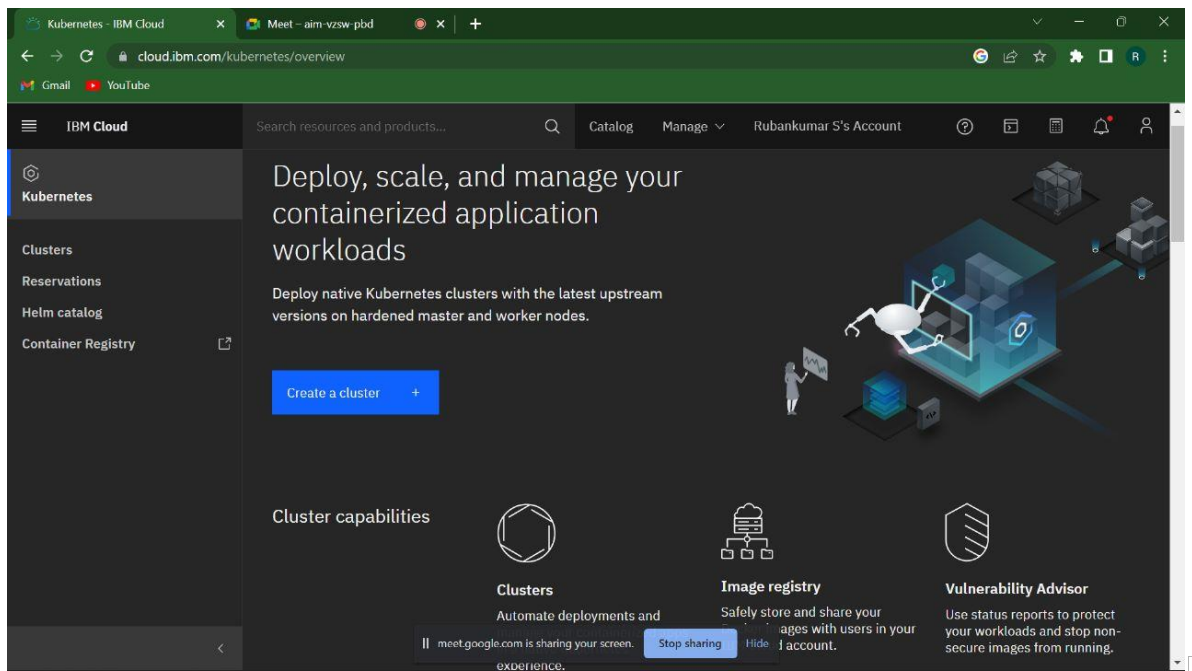 Kubernetes - IBM Cloud
Meet – aim-vzsw-pbd
cloud.ibm.com/kubernetes/overview
R
Gmail
YouTube
IBM Cloud
Search resources and products...
Catalog
Manage
Rubankumar S's Account
Kubernetes
Clusters
Reservations
Helm catalog
Container Registry
Deploy, scale, and manage your
containerized application
workloads
Deploy native Kubernetes clusters with the latest upstream
versions on hardened master and worker nodes.
Create a cluster +
Cluster capabilities
Clusters
Automate deployments and
experience.
Image registry
Safely store and share your
images with users in your
account.
Vulnerability Advisor
Use status reports to protect
your workloads and stop non-
secure images from running.
meet.google.com is sharing your screen.
Stop sharing
Hide